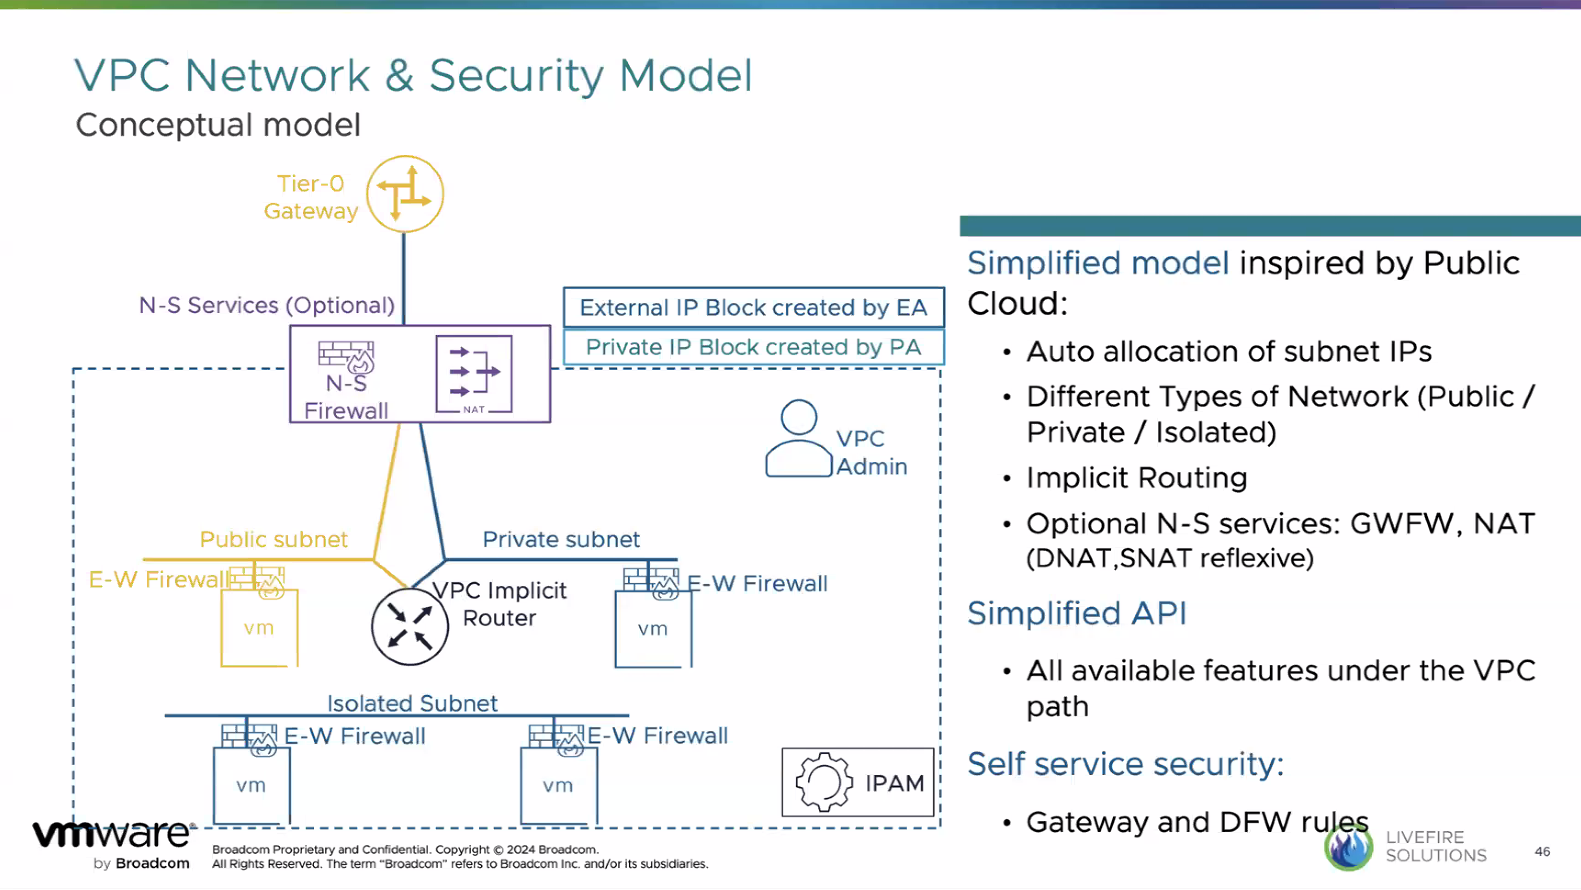 VPC Network & Security Model
Conceptual model
Tier-0
Gateway
N-S Services (Optional)
External IP Block created by EA
Private IP Block created by PA
N-S
Firewall
NAT
VPC
Admin
Public subnet
Private subnet
E-W Firewall
VPC Implicit
Router
E-W Firewall
vm
vm
Isolated Subnet
E-W Firewall
E-W Firewall
vm
vm
IPAM
Simplified model inspired by Public
Cloud:
• Auto allocation of subnet IPs
• Different Types of Network (Public /
Private / Isolated)
• Implicit Routing
• Optional N-S services: GWFW, NAT
(DNAT,SNAT reflexive)
Simplified API
• All available features under the VPC
path
Self service security:
• Gateway and DFW rules
vmware®
by Broadcom
Broadcom Proprietary and Confidential. Copyright © 2024 Broadcom.
All Rights Reserved. The term “Broadcom” refers to Broadcom Inc. and/or its subsidiaries.
LIVEFIRE
SOLUTIONS
46